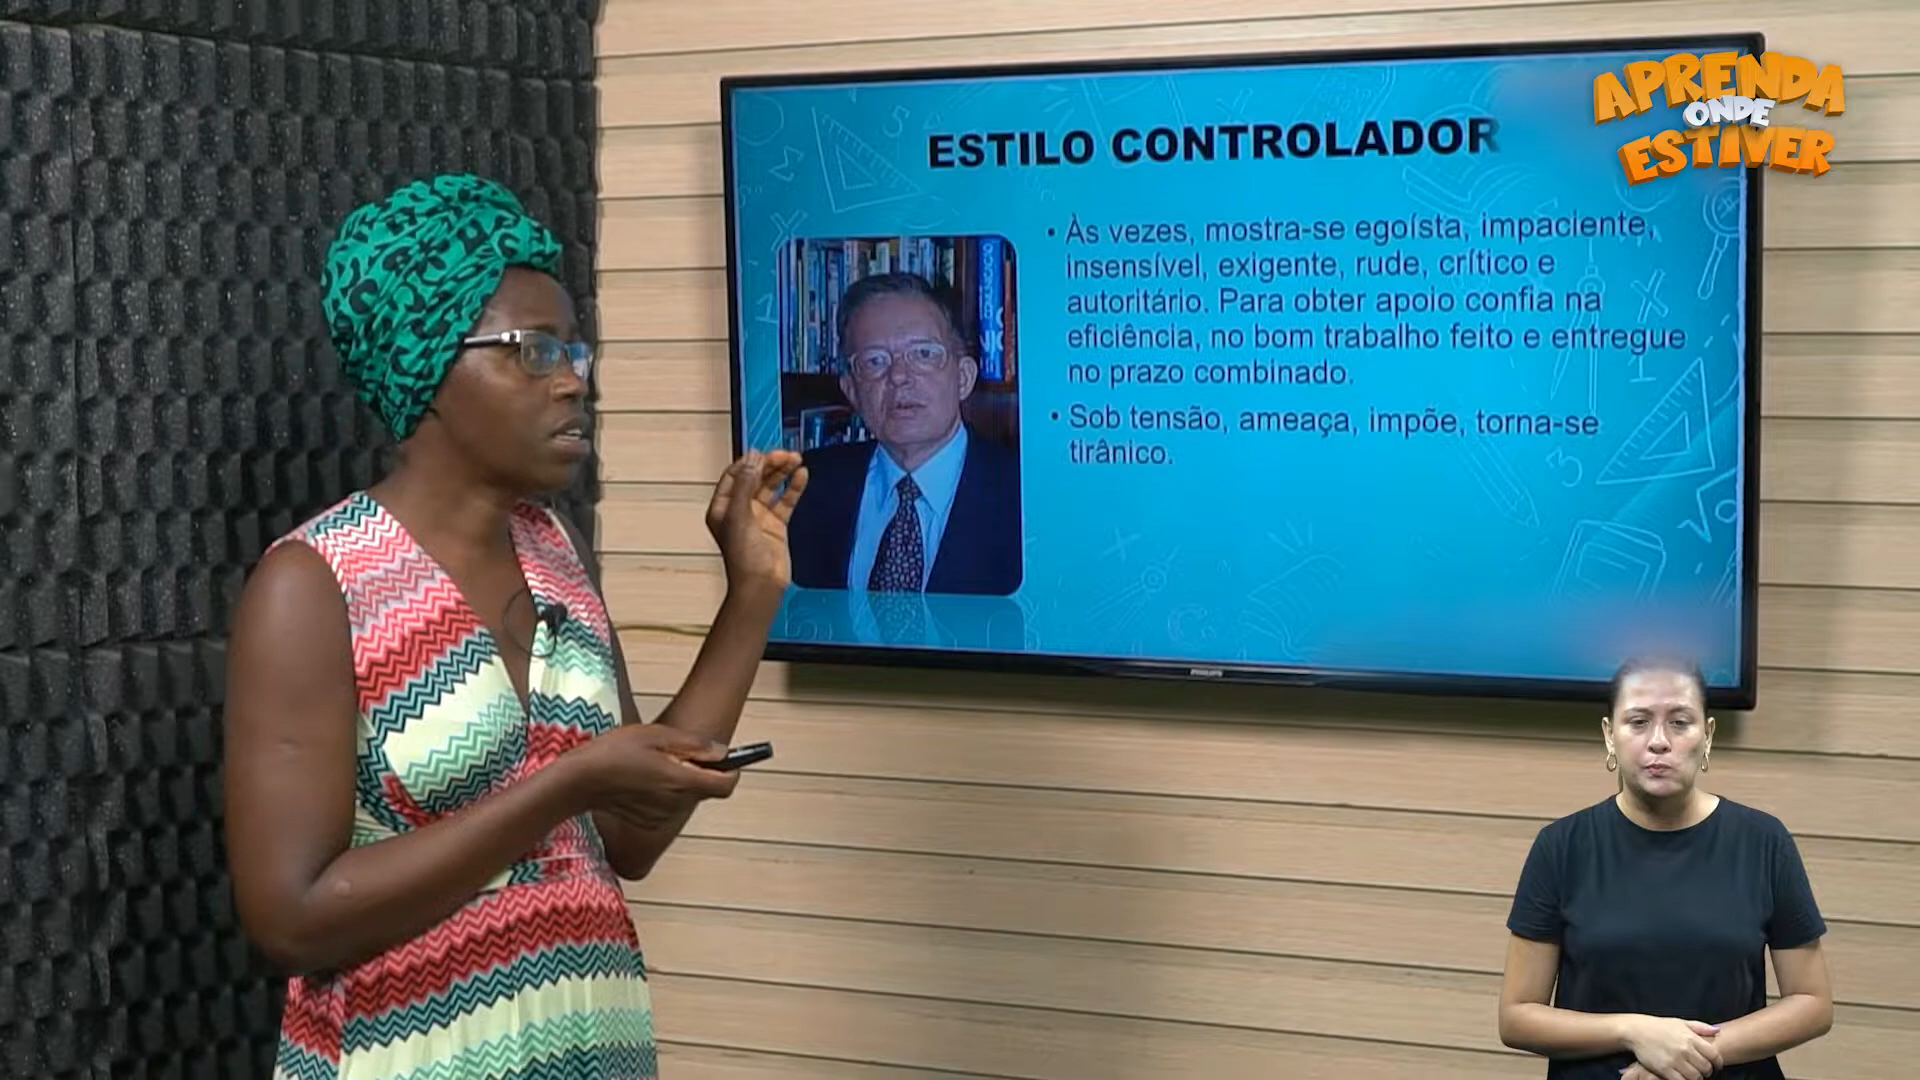 APRENDA
ONDE
ESTIVER
ESTILO CONTROLADOR
• Às vezes, mostra-se egoísta, impaciente,
insensível, exigente, rude, crítico e
autoritário. Para obter apoio confia na
eficiência, no bom trabalho feito e entregue
no prazo combinado.
• Sob tensão, ameaça, impõe, torna-se
tirânico.
PHILIPS